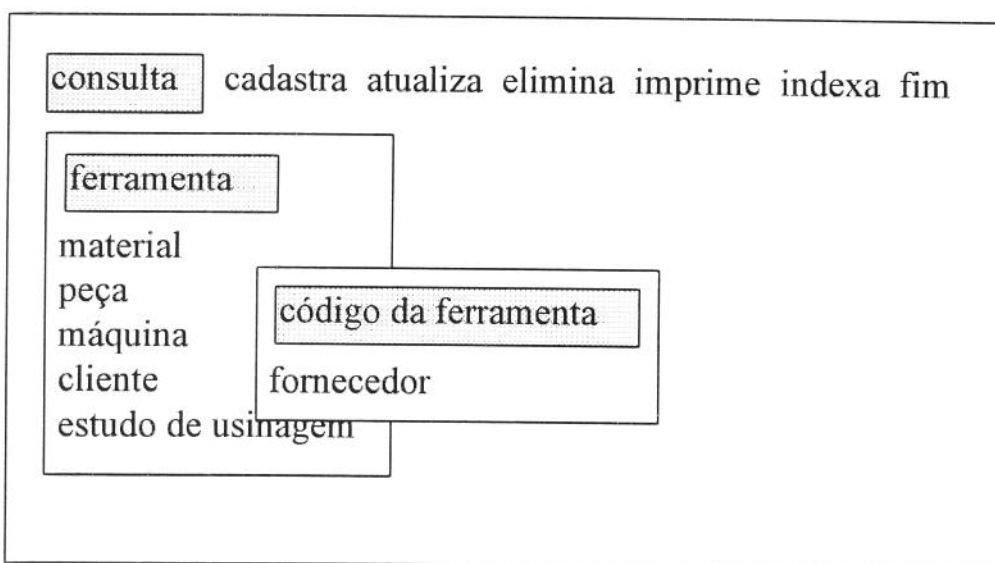 consulta cadastra atualiza elimina imprime indexa fim
ferramenta
material
peça
máquina
cliente
estudo de usinagem
código da ferramenta
fornecedor